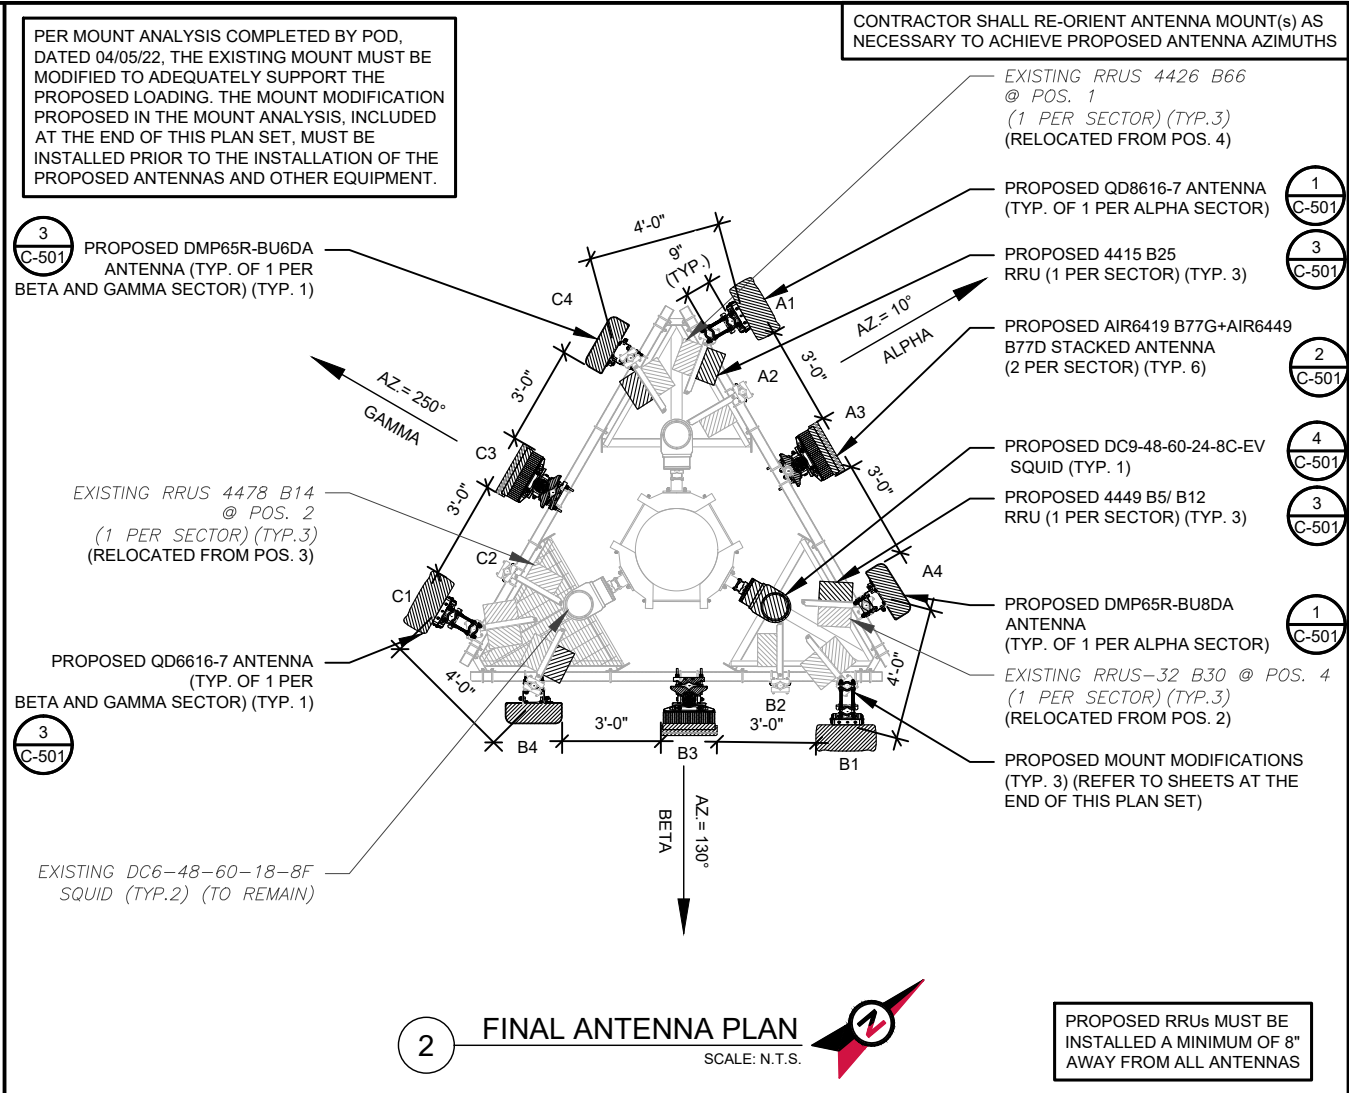 PER MOUNT ANALYSIS COMPLETED BY POD,
DATED 04/05/22, THE EXISTING MOUNT MUST BE
MODIFIED TO ADEQUATELY SUPPORT THE
PROPOSED LOADING. THE MOUNT MODIFICATION
PROPOSED IN THE MOUNT ANALYSIS, INCLUDED
AT THE END OF THIS PLAN SET, MUST BE
INSTALLED PRIOR TO THE INSTALLATION OF THE
PROPOSED ANTENNAS AND OTHER EQUIPMENT.
CONTRACTOR SHALL RE-ORIENT ANTENNA MOUNT(s) AS
NECESSARY TO ACHIEVE PROPOSED ANTENNA AZIMUTHS
EXISTING RRUS 4426 B66
@ POS. 1
(1 PER SECTOR) (TYP.3)
(RELOCATED FROM POS. 4)
PROPOSED QD8616-7 ANTENNA
(TYP. OF 1 PER ALPHA SECTOR)
1
C-501
PROPOSED 4415 B25
RRU (1 PER SECTOR) (TYP. 3)
3
C-501
PROPOSED AIR6419 B77G+AIR6449
B77D STACKED ANTENNA
(2 PER SECTOR) (TYP. 6)
2
C-501
PROPOSED DC9-48-60-24-8C-EV
SQUID (TYP. 1)
4
C-501
PROPOSED 4449 B5/ B12
RRU (1 PER SECTOR) (TYP. 3)
3
C-501
PROPOSED DMP65R-BU8DA
ANTENNA
(TYP. OF 1 PER ALPHA SECTOR)
1
C-501
EXISTING RRUS-32 B30 @ POS. 4
(1 PER SECTOR) (TYP.3)
(RELOCATED FROM POS. 2)
PROPOSED MOUNT MODIFICATIONS
(TYP. 3) (REFER TO SHEETS AT THE
END OF THIS PLAN SET)
3
C-501
PROPOSED DMP65R-BU6DA
ANTENNA (TYP. OF 1 PER
BETA AND GAMMA SECTOR) (TYP. 1)
EXISTING RRUS 4478 B14
@ POS. 2
(1 PER SECTOR) (TYP.3)
(RELOCATED FROM POS. 3)
PROPOSED QD6616-7 ANTENNA
(TYP. OF 1 PER
BETA AND GAMMA SECTOR) (TYP. 1)
3
C-501
EXISTING DC6-48-60-18-8F
SQUID (TYP.2) (TO REMAIN)
4'-0"
9"
(TYP.)
A1
AZ.= 10°
ALPHA
3'-0"
A2
A3
3'-0"
A4
4'-0"
C4
3'-0"
AZ.= 250°
GAMMA
C3
3'-0"
C2
C1
4'-0"
B4
3'-0"
B3
3'-0"
B2
B1
AZ.= 130°
BETA
2
FINAL ANTENNA PLAN
SCALE: N.T.S.
N
PROPOSED RRUs MUST BE
INSTALLED A MINIMUM OF 8"
AWAY FROM ALL ANTENNAS